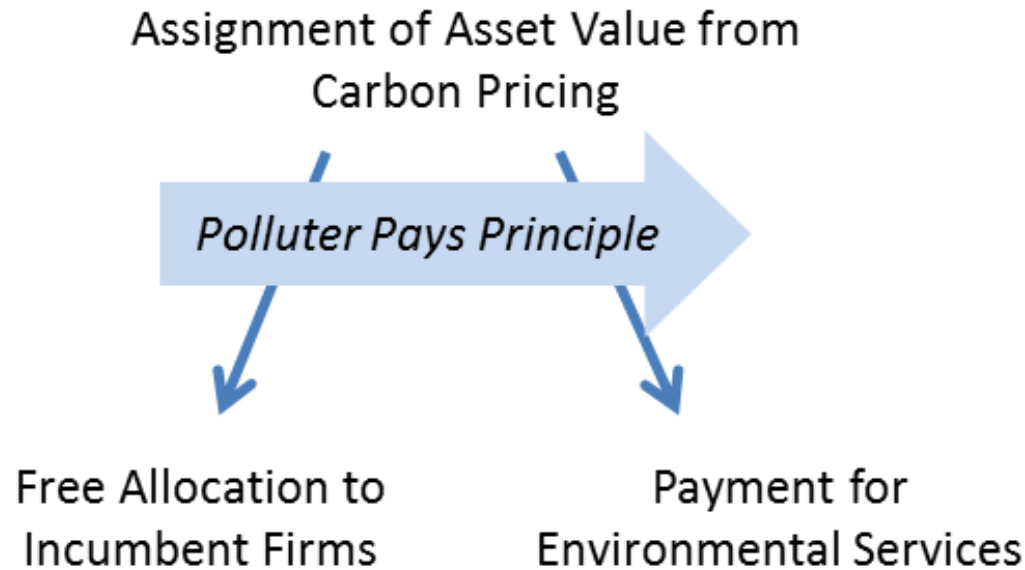 Assignment of Asset Value from
Carbon Pricing
Polluter Pays Principle
Free Allocation to
Incumbent Firms
Payment for
Environmental Services